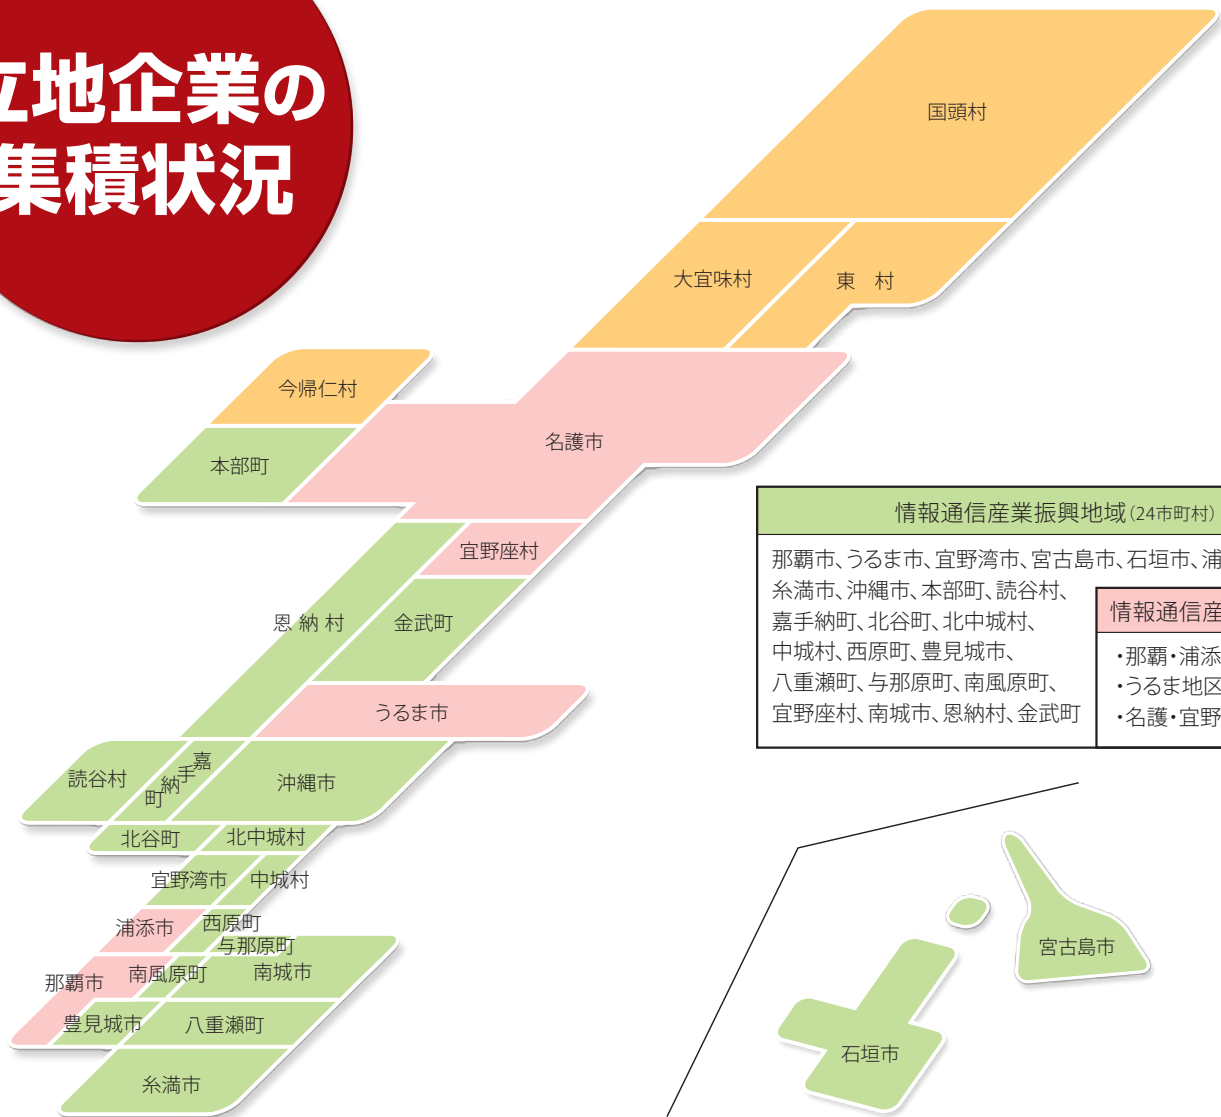 立地企業の
集積状況
国頭村
大宜味村
東　村
今帰仁村
本部町
名護市
宜野座村
恩納村
金武町
うるま市
読谷村
嘉手納町
沖縄市
北谷町
北中城村
宜野湾市
中城村
浦添市
西原町
与那原町
那覇市
南風原町
南城市
豊見城市
八重瀬町
糸満市
情報通信産業振興地域(24市町村)
那覇市、うるま市、宜野湾市、宮古島市、石垣市、浦
糸満市、沖縄市、本部町、読谷村、
嘉手納町、北谷町、北中城村、
中城村、西原町、豊見城市、
八重瀬町、与那原町、南風原町、
宜野座村、南城市、恩納村、金武町
情報通信産
・那覇・浦添
・うるま地区
・名護・宜野
宮古島市
石垣市